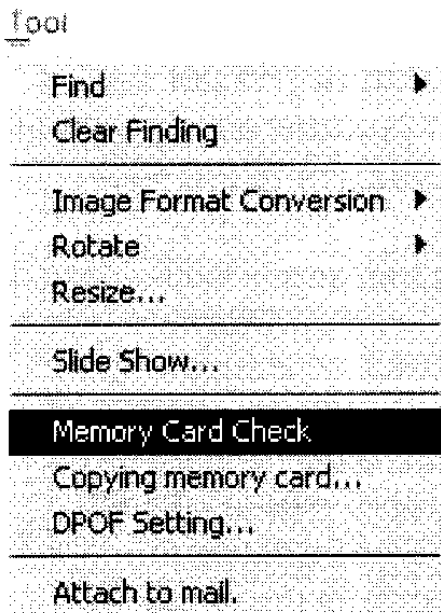 Tool
Find
Clear Finding
Image Format Conversion
Rotate
Resize...
Slide Show...
Memory Card Check
Copying memory card...
DPOF Setting...
Attach to mail.